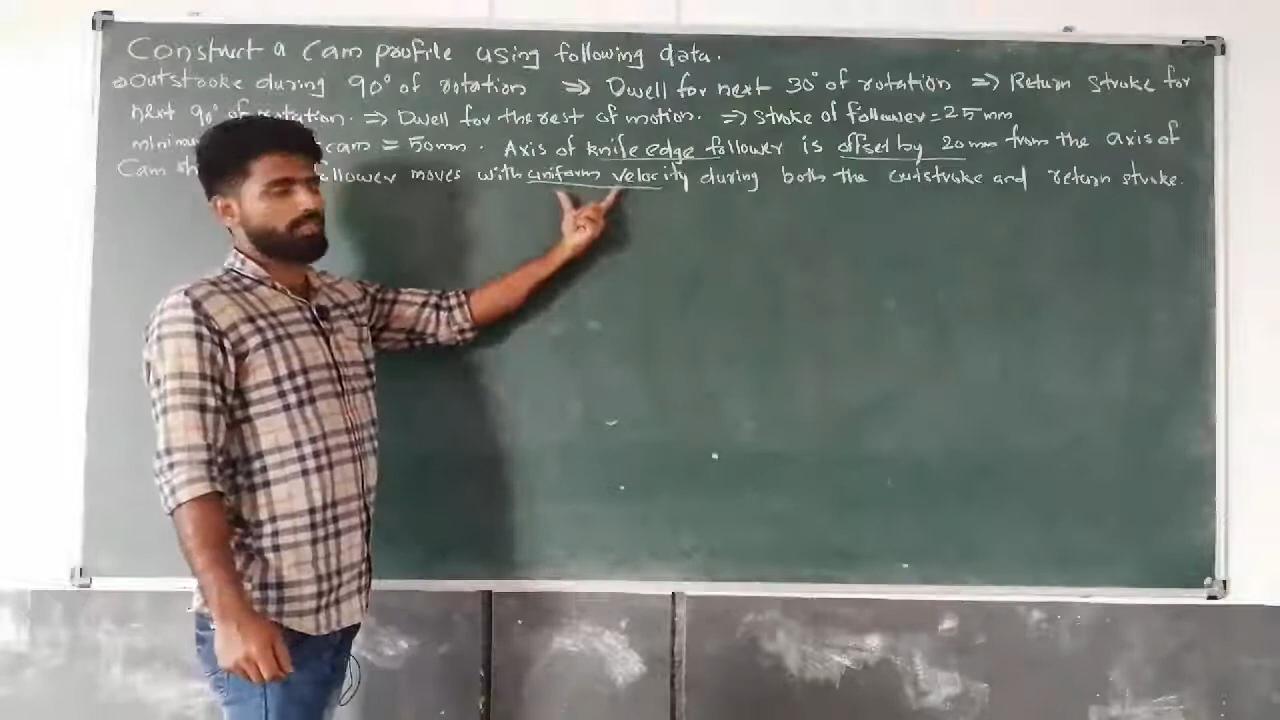 Construct a Cam profile using following data.
Outstroke during 90° of rotation ⇒ Dwell for next 30° of rotation ⇒ Return stroke for
next 90° of rotation. ⇒ Dwell for the rest of motion. ⇒ Stroke of follower = 25mm
cam = 50mm. Axis of knife edge follower is offset by 20mm from the axis of
Cam moves with uniform velocity during both the outstroke and return stroke.